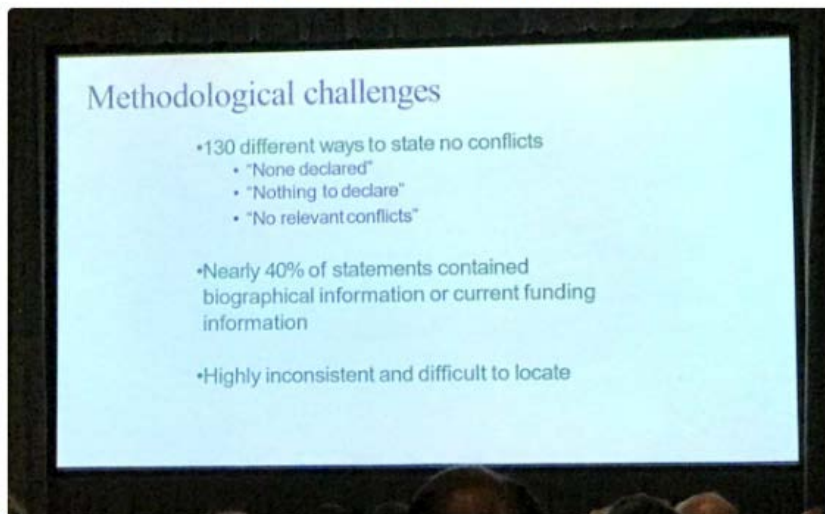 Methodological challenges
•130 different ways to state no conflicts
• "None declared"
• "Nothing to declare"
• "No relevant conflicts"
•Nearly 40% of statements contained
biographical information or current funding
information
•Highly inconsistent and difficult to locate